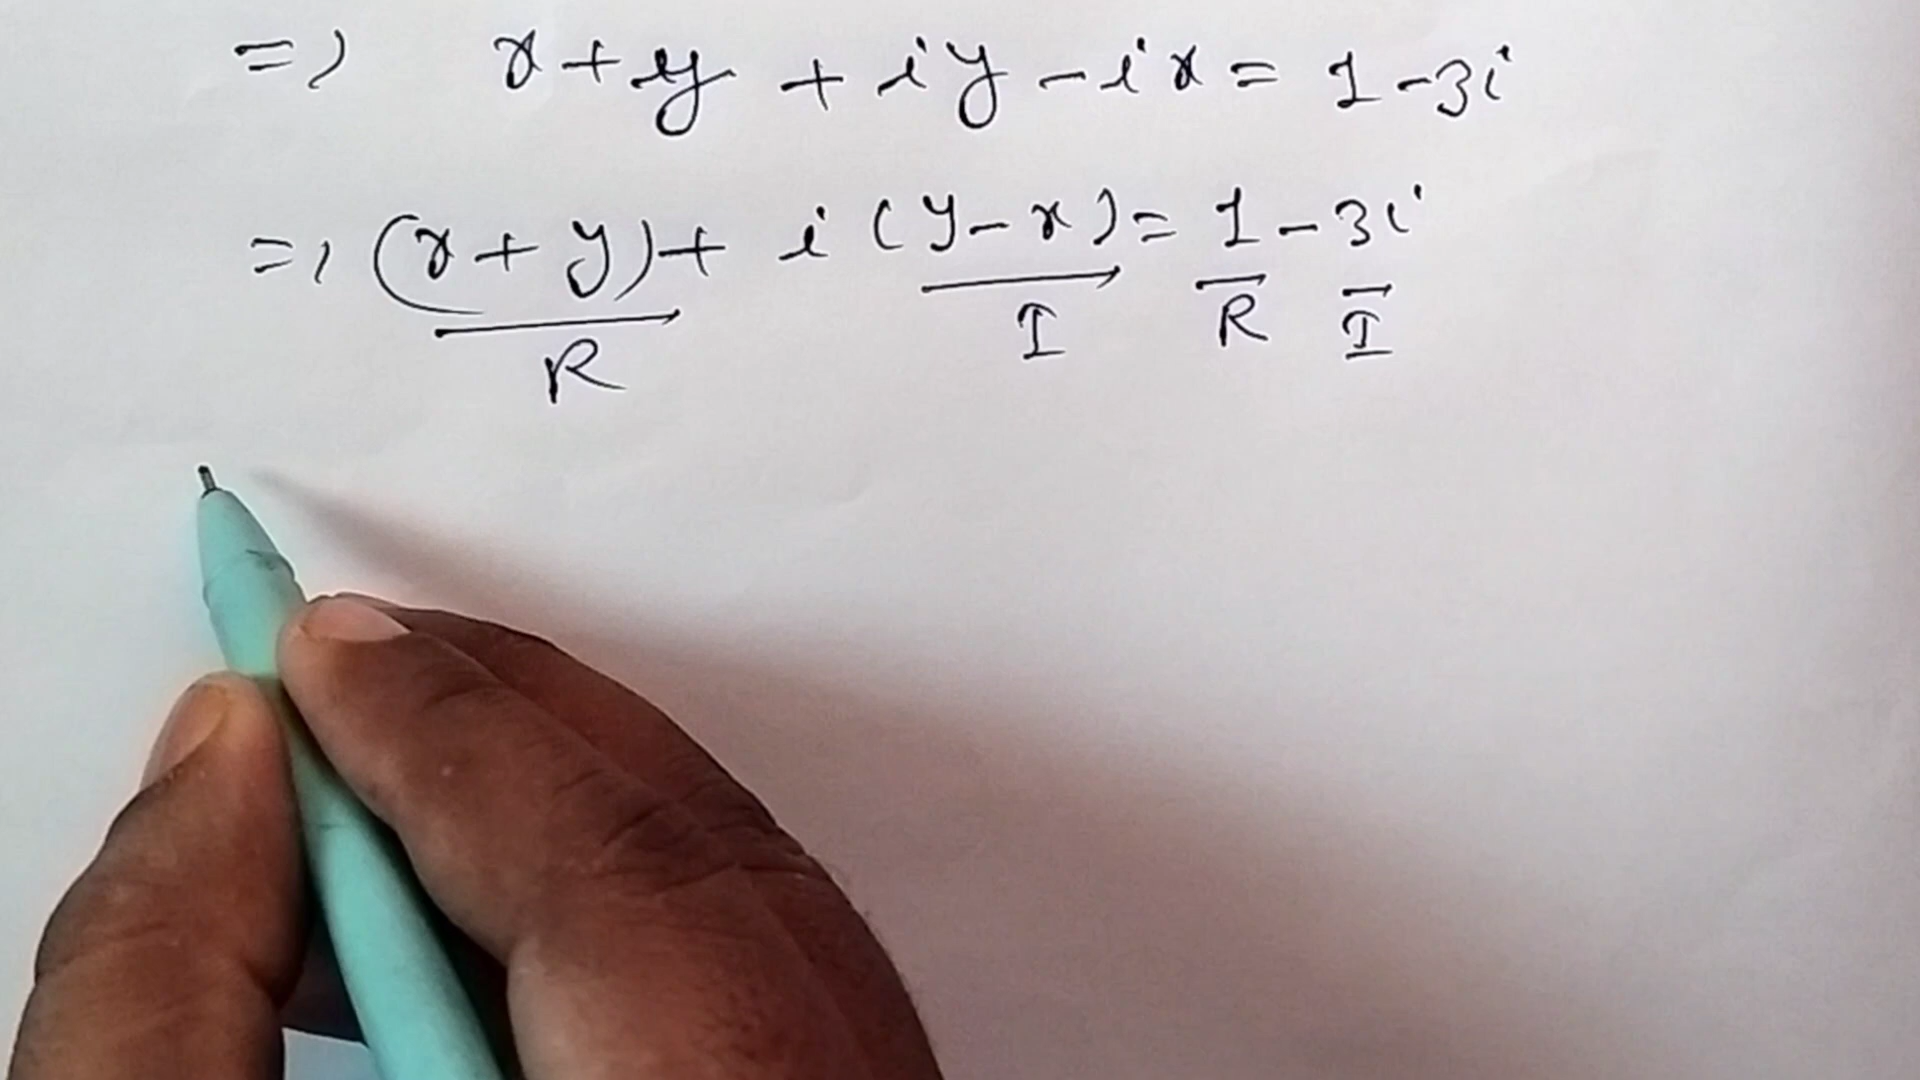 => x + y + iy - ix = 1 - 3i
=> (x + y) + i (y - x) = 1 - 3i
R I R I